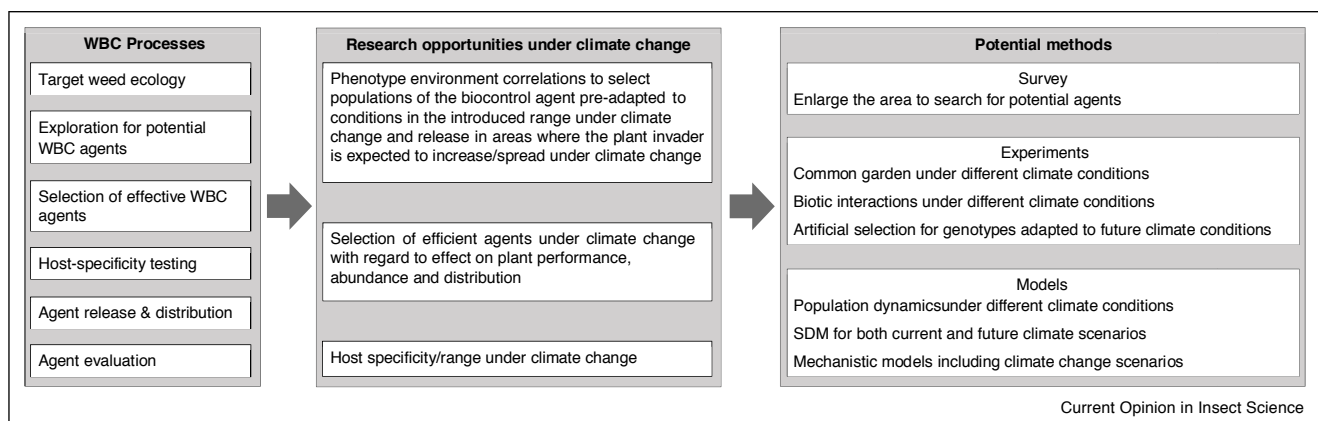 WBC Processes
Target weed ecology
Exploration for potential
WBC agents
Selection of effective WBC
agents
Host-specificity testing
Agent release & distribution
Agent evaluation
Research opportunities under climate change
Phenotype environment correlations to select
populations of the biocontrol agent pre-adapted to
conditions in the introduced range under climate
change and release in areas where the plant invader
is expected to increase/spread under climate change
Selection of efficient agents under climate change
with regard to effect on plant performance,
abundance and distribution
Host specificity/range under climate change
Potential methods
Survey
Enlarge the area to search for potential agents
Experiments
Common garden under different climate conditions
Biotic interactions under different climate conditions
Artificial selection for genotypes adapted to future climate conditions
Models
Population dynamicsunder different climate conditions
SDM for both current and future climate scenarios
Mechanistic models including climate change scenarios
Current Opinion in Insect Science